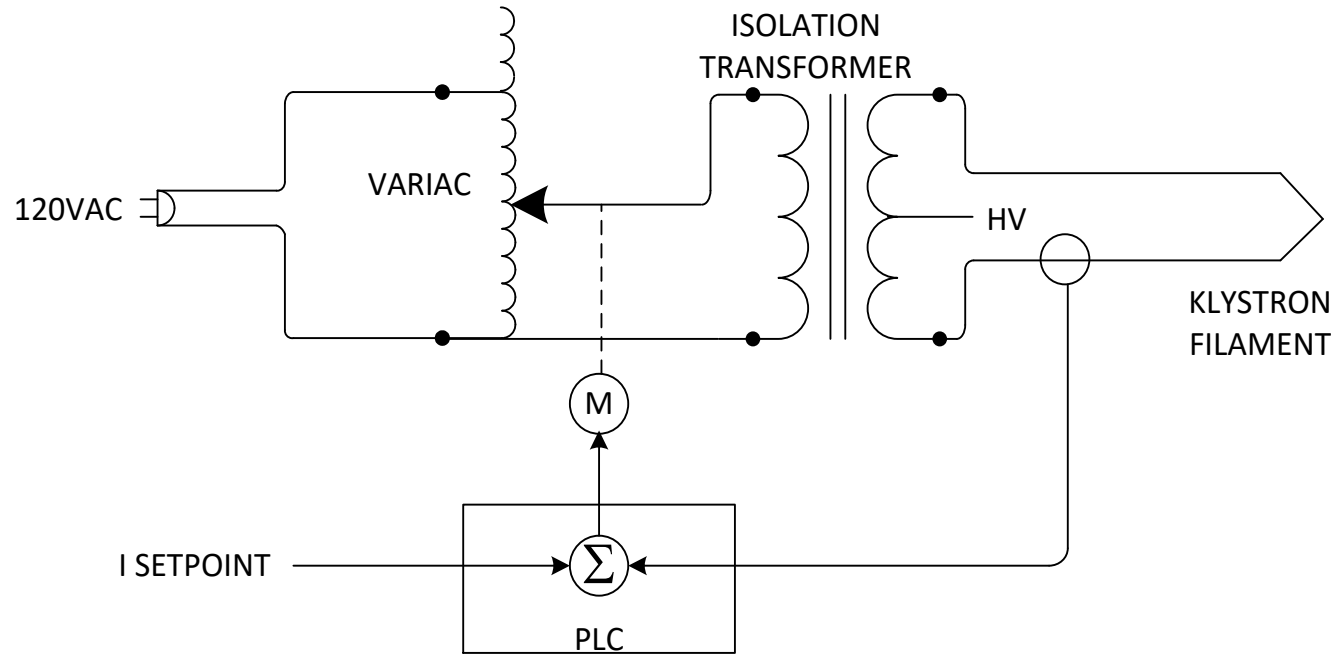 ISOLATION
TRANSFORMER
VARIAC
120VAC
HV
KLYSTRON
FILAMENT
M
I SETPOINT
Σ
PLC